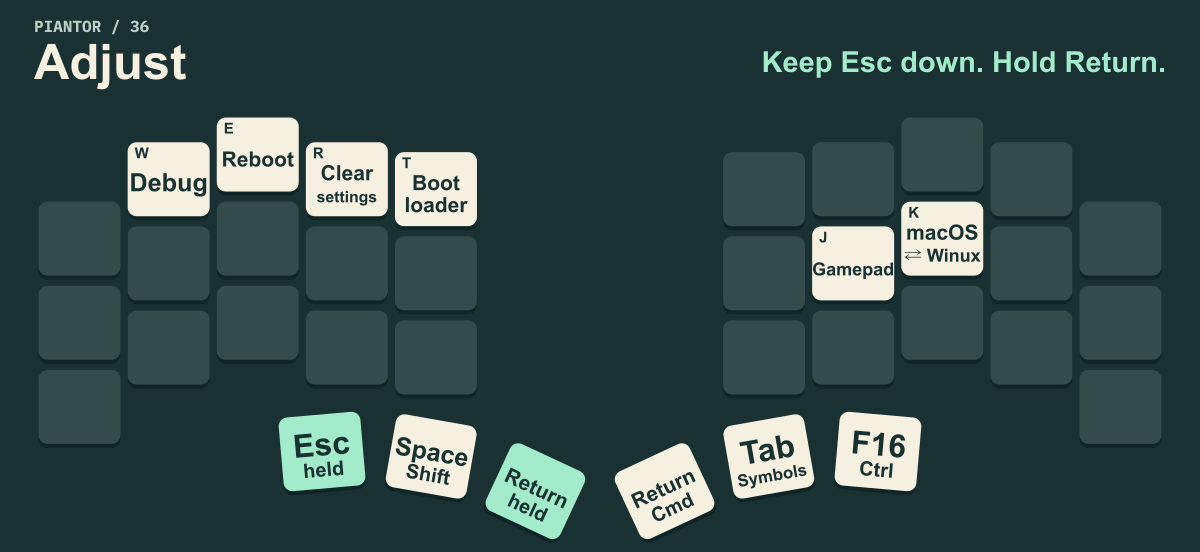 PIANTOR / 36
Adjust
Keep Esc down. Hold Return.
W
Debug
E
Reboot
R
Clear
settings
T
Boot
loader
J
Gamepad
K
macOS
⇄ Winux
Esc
held
Space
Shift
Return
held
Return
Cmd
Tab
Symbols
F16
Ctrl